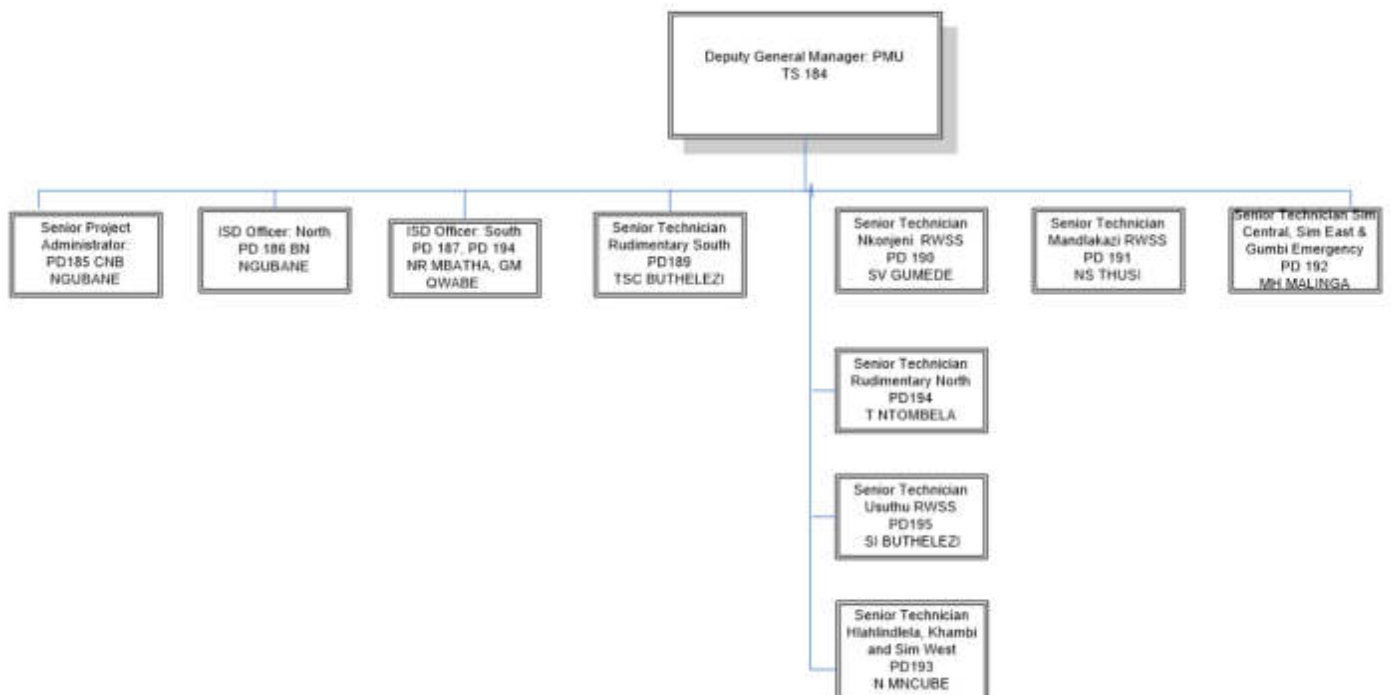 Deputy General Manager: PMU
TS 184
Senior Project
Administrator:
PD185 CNB
NGUBANE
ISD Officer: North
PD 186 BN
NGUBANE
ISD Officer: South
PD 187, PD 194
NR MBATHA, GM
QWABE
Senior Technician
Rudimentary South
PD189
TSC BUTHELEZI
Senior Technician
Nkonjeni RWSS
PD 190
SV GUMEDE
Senior Technician
Mandlakazi RWSS
PD 191
NS THUSI
Senior Technician Sim
Central, Sim East &
Gumbi Emergency
PD 192
MH MALINGA
Senior Technician
Rudimentary North
PD194
T NTOMBELA
Senior Technician
Usuthu RWSS
PD195
SI BUTHELEZI
Senior Technician
Hlahlindlela, Khambi
and Sim West
PD193
N MNCUBE